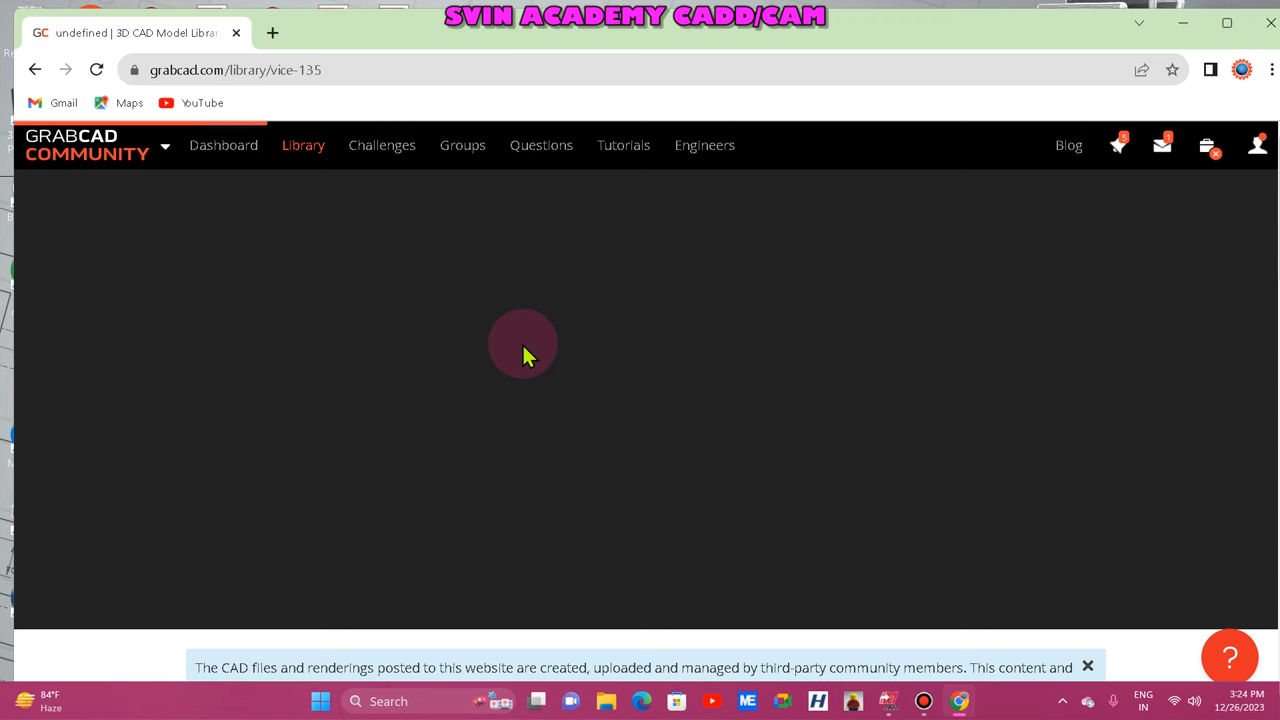 SVIN ACADEMY CADD/CAM
GC undefined | 3D CAD Model Librar
grabcad.com/library/vice-135
Gmail Maps YouTube
GRABCAD
COMMUNITY
Dashboard Library Challenges Groups Questions Tutorials Engineers Blog 5 1
The CAD files and renderings posted to this website are created, uploaded and managed by third-party community members. This content and
?
84°F
Haze
Search
ME
H
ENG
IN
3:24 PM
12/26/2023